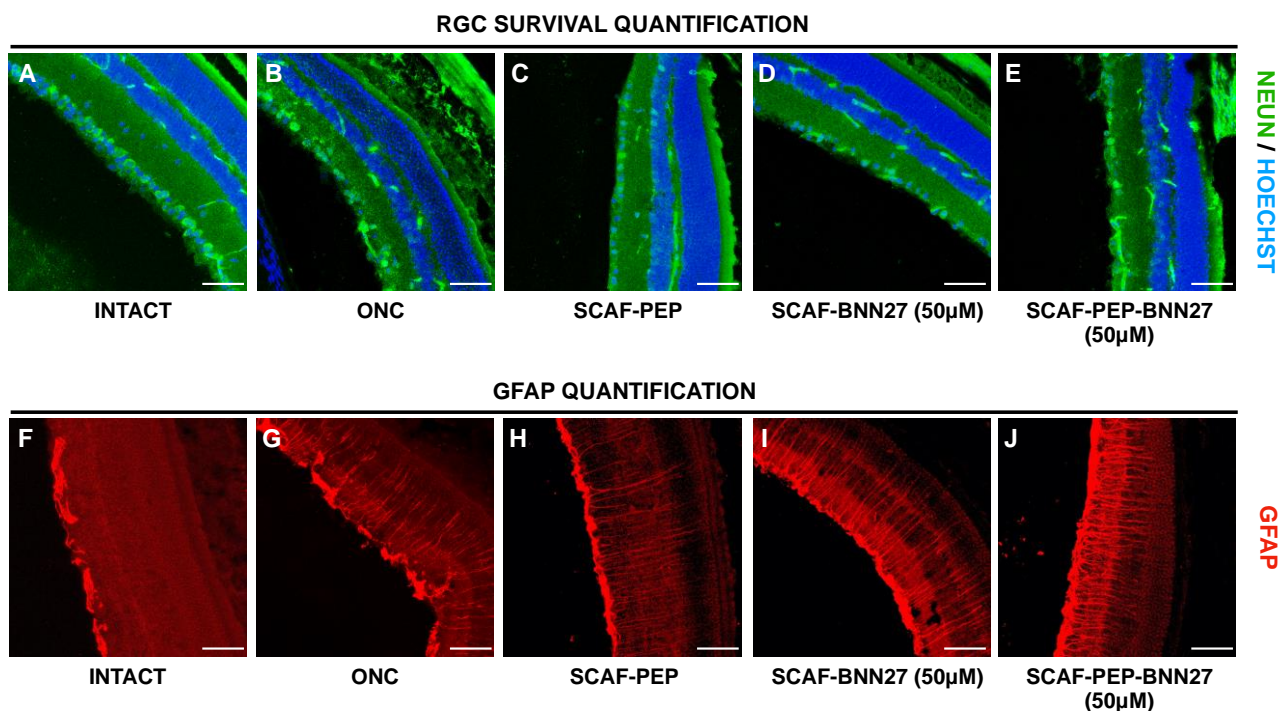 RGC SURVIVAL QUANTIFICATION
A
B
C
D
E
INTACT
ONC
SCAF-PEP
SCAF-BNN27 (50µM)
SCAF-PEP-BNN27
(50µM)
NEUN / HOECHST
GFAP QUANTIFICATION
F
G
H
I
J
INTACT
ONC
SCAF-PEP
SCAF-BNN27 (50µM)
SCAF-PEP-BNN27
(50µM)
GFAP